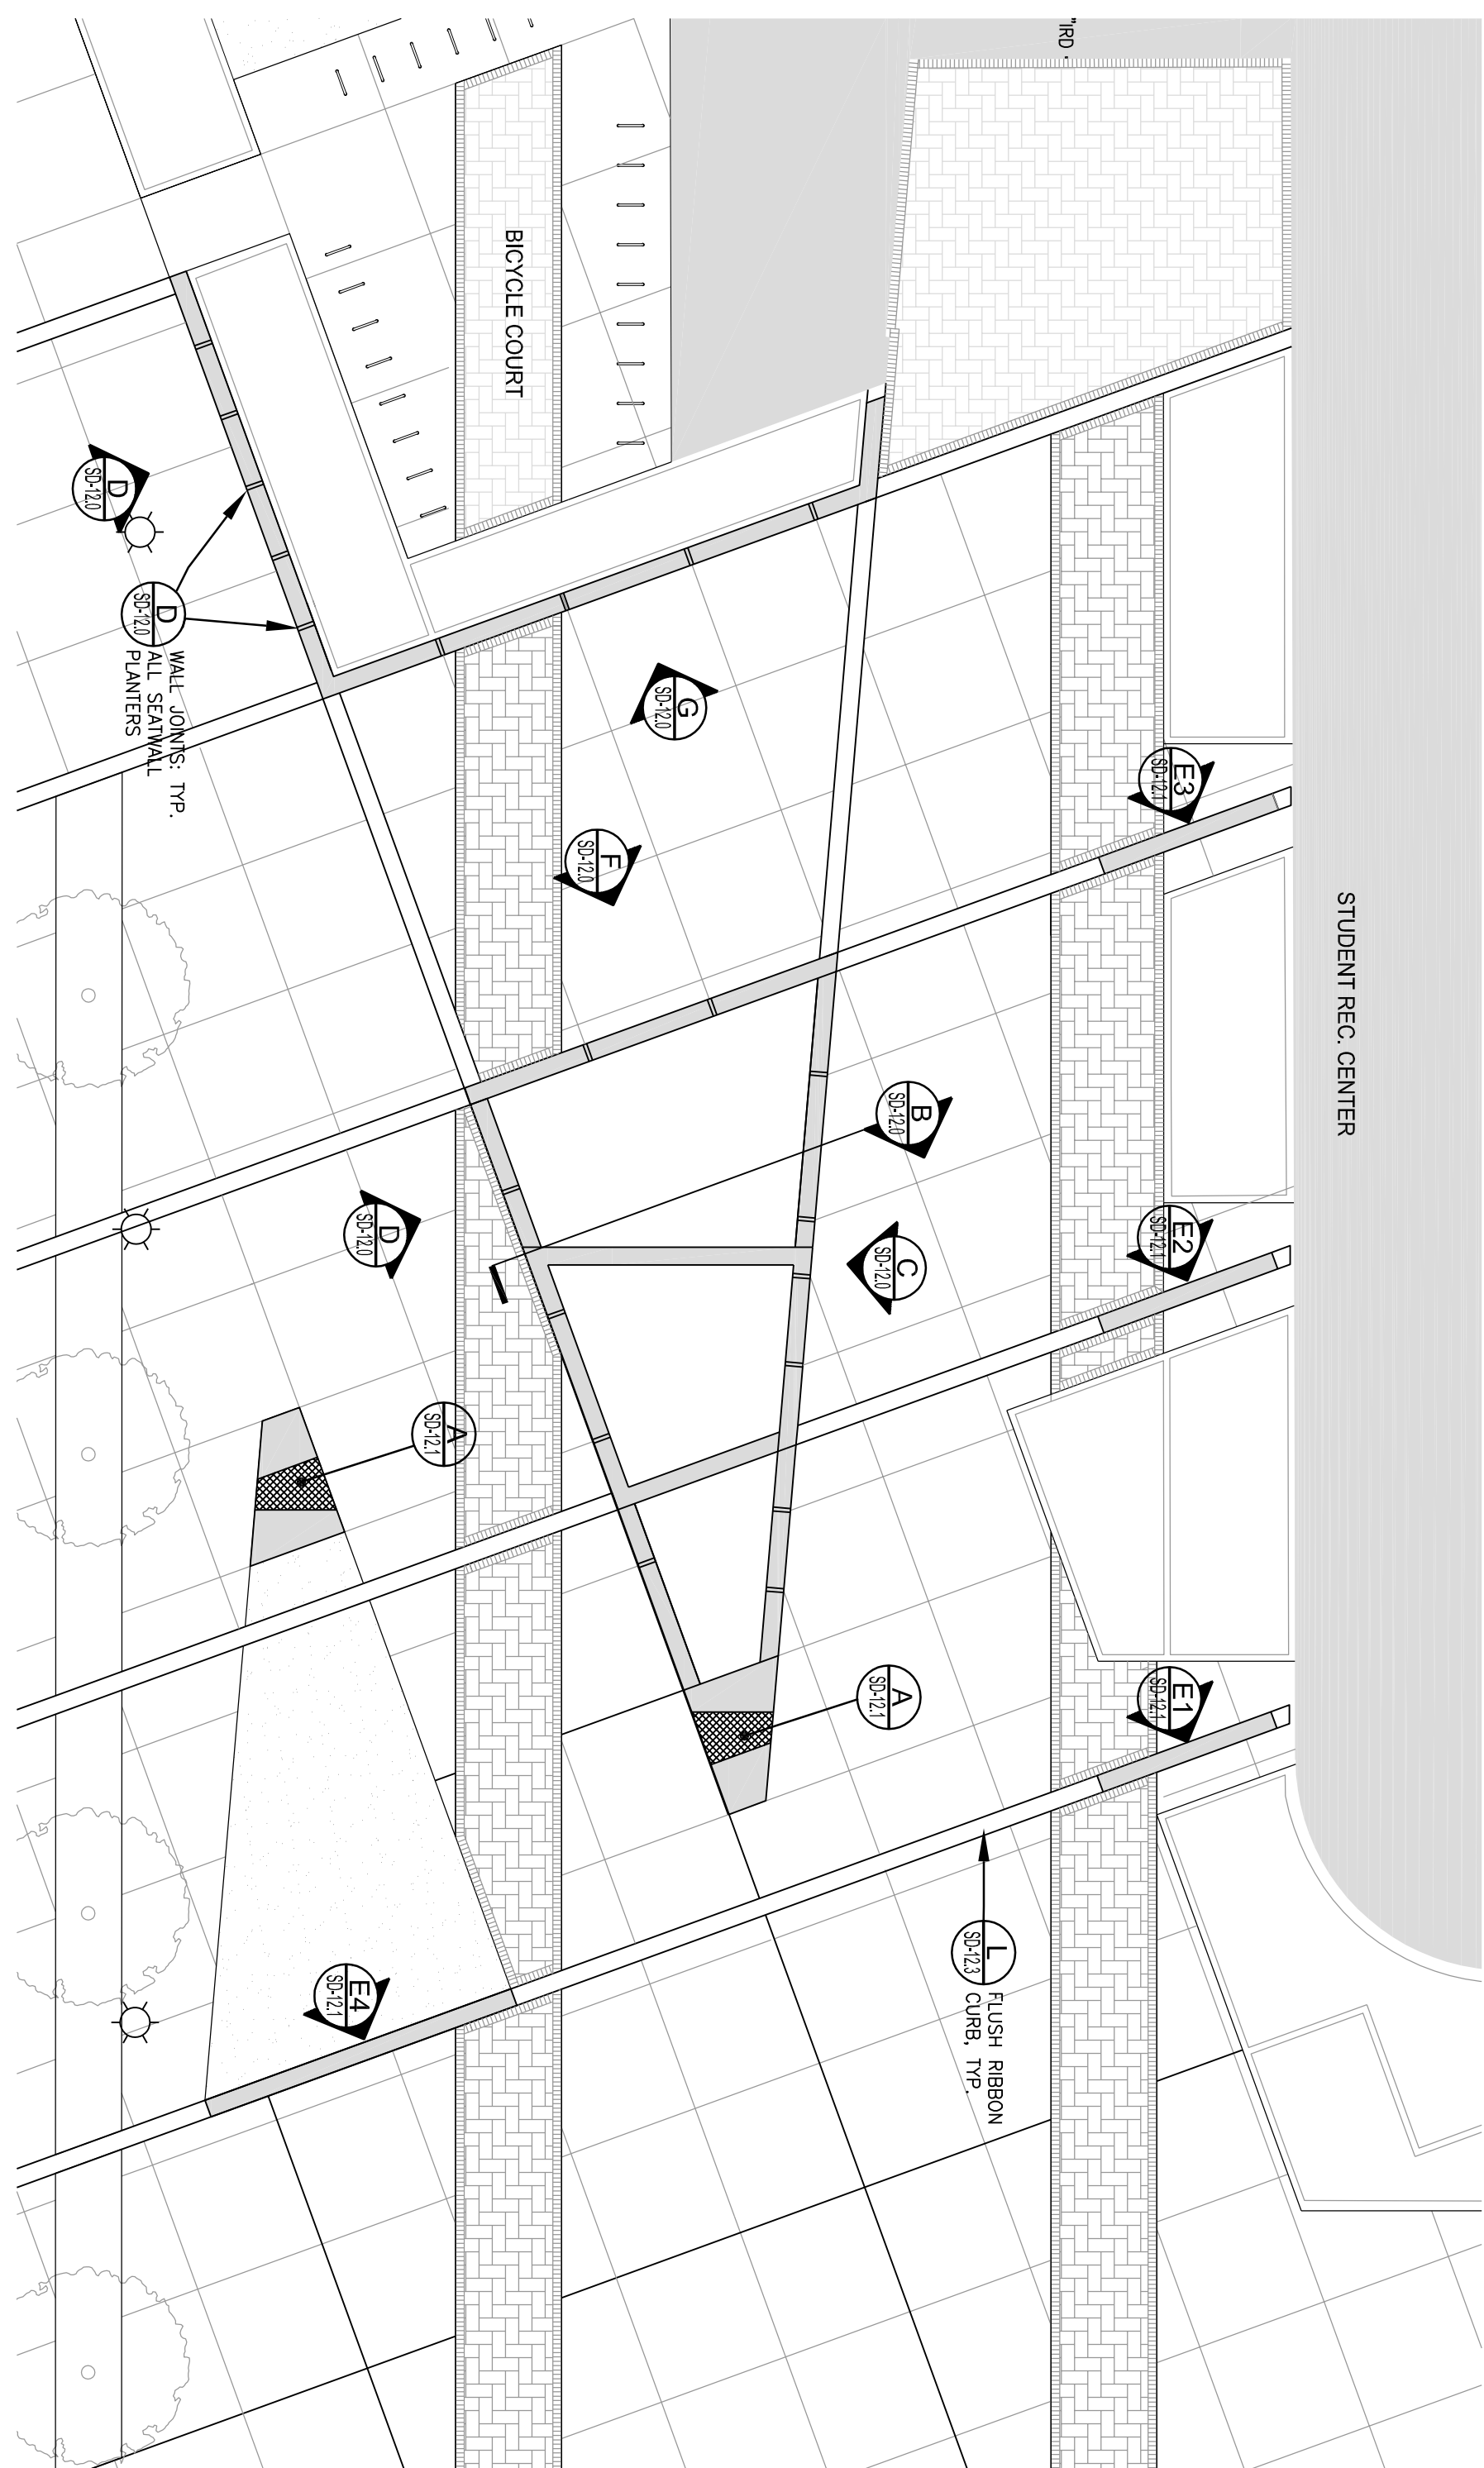 STUDENT REC. CENTER
E3
SD-12.1
E2
SD-12.1
E1
SD-12.1
L
SD-12.3
FLUSH RIBBON
CURB, TYP.
B
SD-12.0
C
SD-12.0
A
SD-12.1
G
SD-12.0
F
SD-12.0
BICYCLE COURT
D
SD-12.0
A
SD-12.1
E4
SD-12.1
D
SD-12.0
D
SD-12.0
WALL JOINTS: TYP.
ALL SEATWALL
PLANTERS